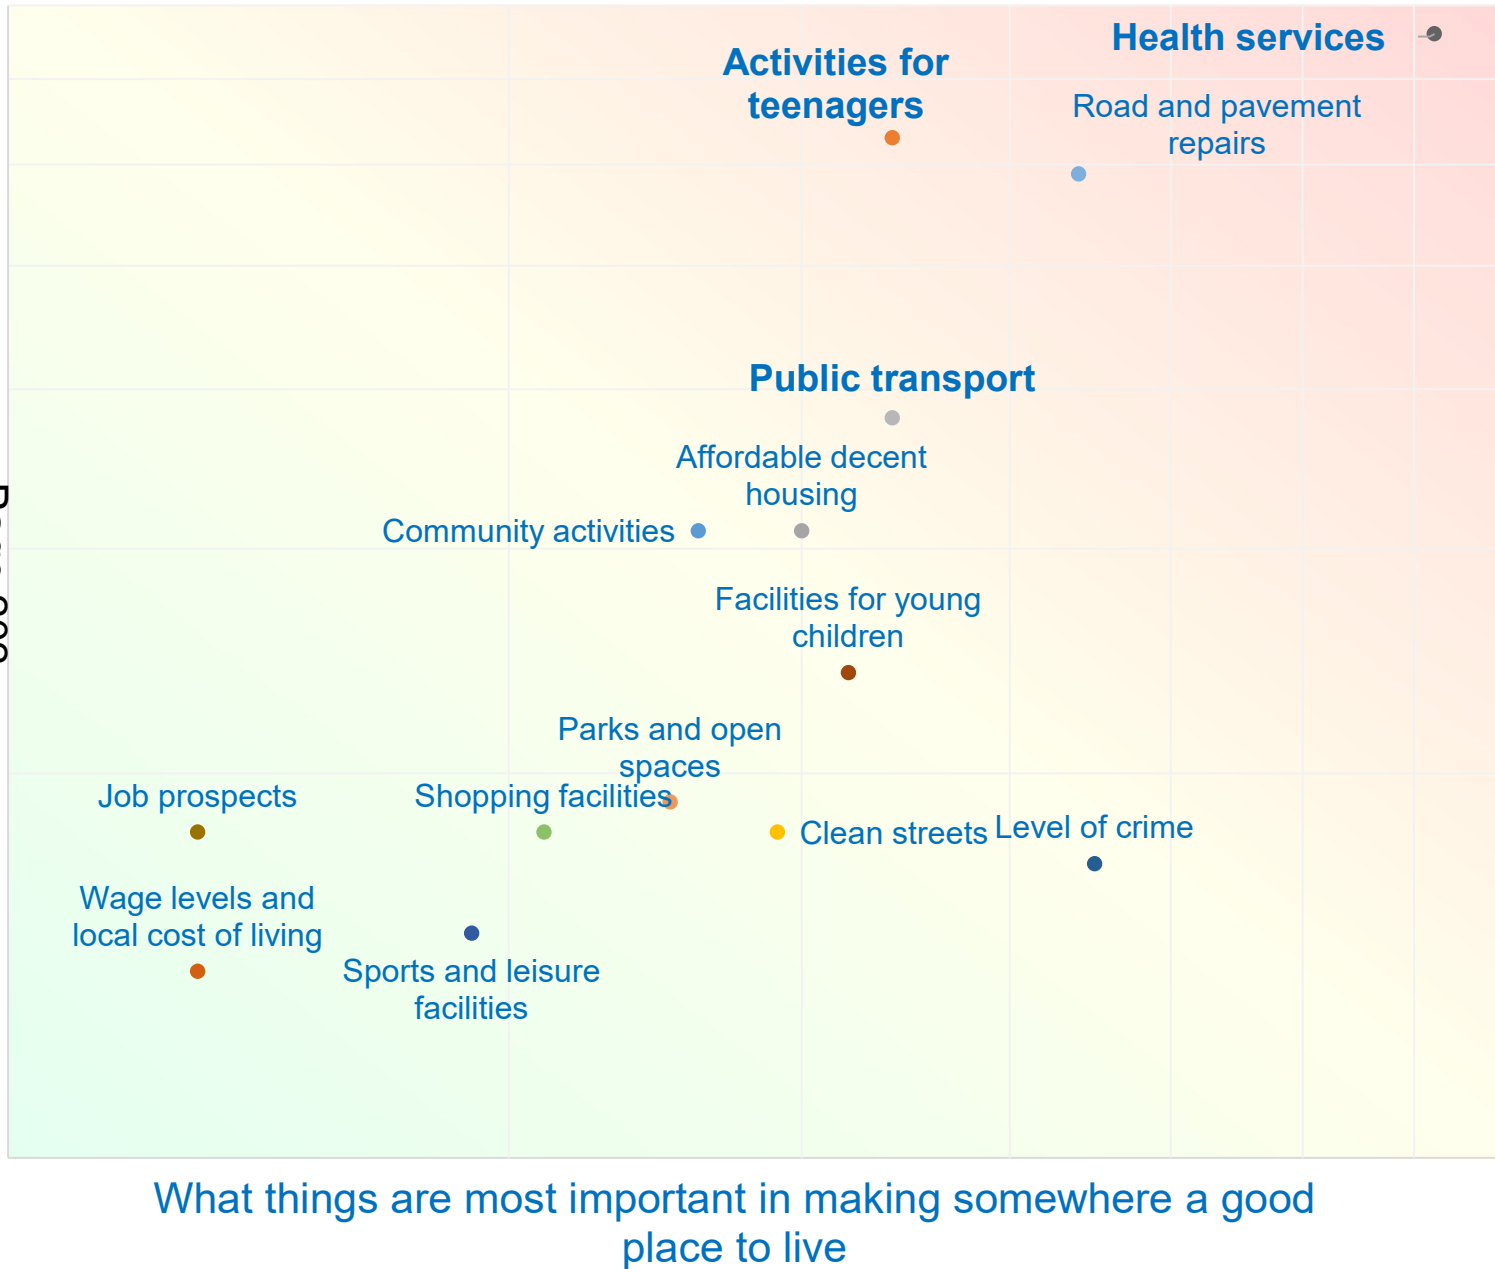 Health services
Activities for
teenagers
Road and pavement
repairs
Public transport
Affordable decent
housing
Community activities
Facilities for young
children
Parks and open
spaces
Job prospects
Shopping facilities
Clean streets
Level of crime
Wage levels and
local cost of living
Sports and leisure
facilities
What things are most important in making somewhere a good
place to live